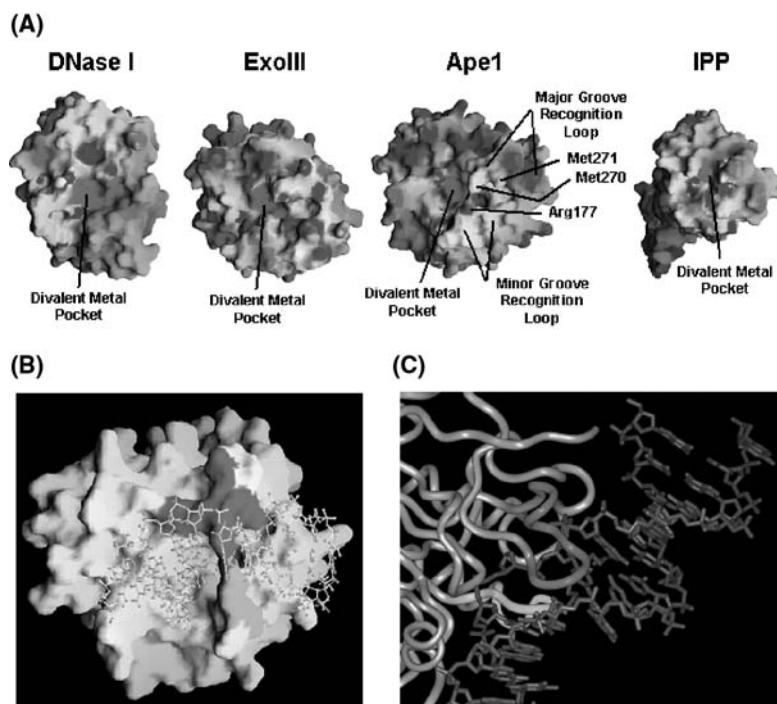 (A)
DNase I
ExoIII
Ape1
IPP
Major Groove
Recognition
Loop
Met271
Met270
Arg177
Divalent Metal
Pocket
Divalent Metal
Pocket
Divalent Metal
Pocket
Minor Groove
Recognition
Loop
Divalent Metal
Pocket
(B)
(C)